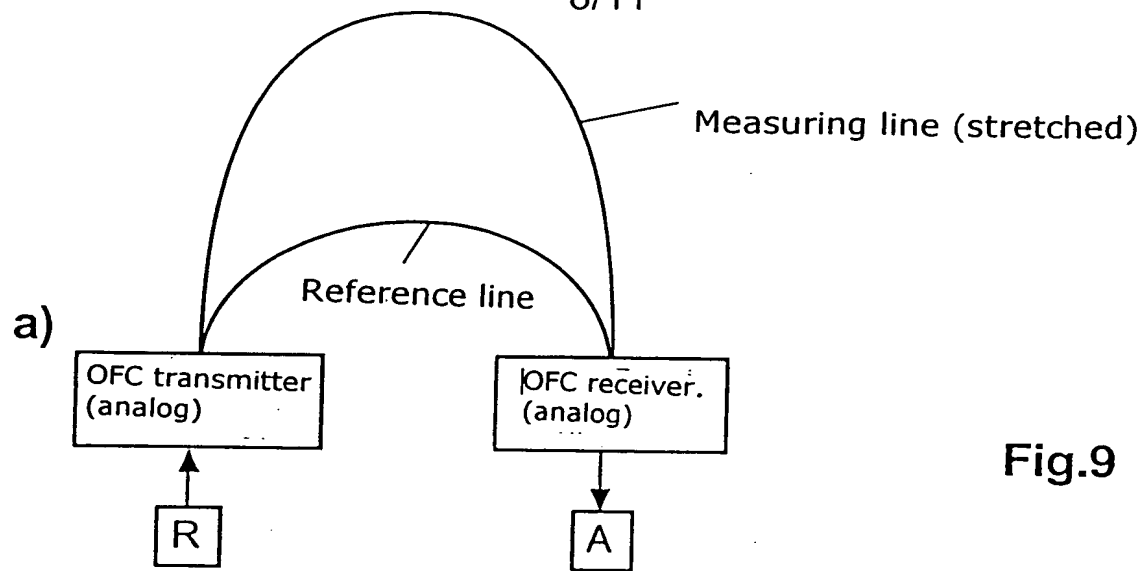 Measuring line (stretched)
Reference line
a)
OFC transmitter
(analog)
OFC receiver.
(analog)
Fig.9
R
A